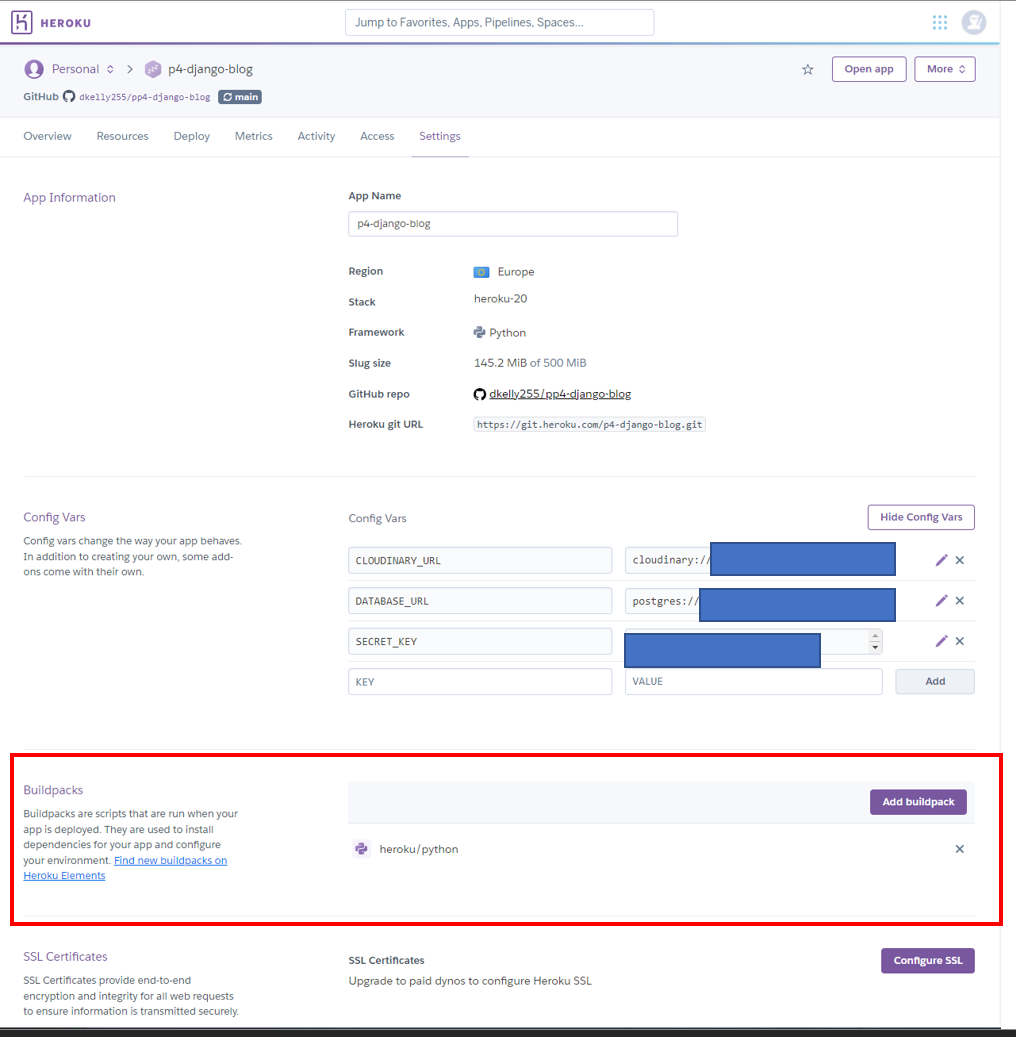 HEROKU
Jump to Favorites, Apps, Pipelines, Spaces...
Personal
p4-django-blog
Open app
More
GitHub dkelly255/pp4-django-blog main
Overview Resources Deploy Metrics Activity Access Settings
App Information
App Name
p4-django-blog
Region Europe
Stack heroku-20
Framework Python
Slug size 145.2 MiB of 500 MiB
GitHub repo dkelly255/pp4-django-blog
Heroku git URL https://git.heroku.com/p4-django-blog.git
Config Vars
Config vars change the way your app behaves.
In addition to creating your own, some add-
ons come with their own.
Config Vars
Hide Config Vars
CLOUDINARY_URL cloudinary://
DATABASE_URL postgres://
SECRET_KEY
KEY VALUE Add
Buildpacks
Buildpacks are scripts that are run when your
app is deployed. They are used to install
dependencies for your app and configure
your environment. Find new buildpacks on
Heroku Elements
Add buildpack
heroku/python
SSL Certificates
SSL Certificates provide end-to-end
encryption and integrity for all web requests
to ensure information is transmitted securely.
SSL Certificates
Upgrade to paid dynos to configure Heroku SSL
Configure SSL